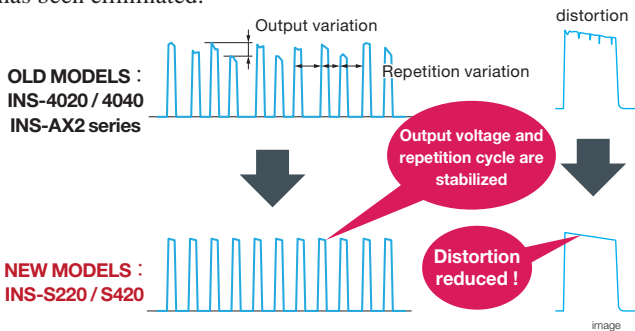 has been eliminated.
Output variation
distortion
Repetition variation
OLD MODELS :
INS-4020 / 4040
INS-AX2 series
Output voltage and
repetition cycle are
stabilized
NEW MODELS :
INS-S220 / S420
Distortion
reduced !
image